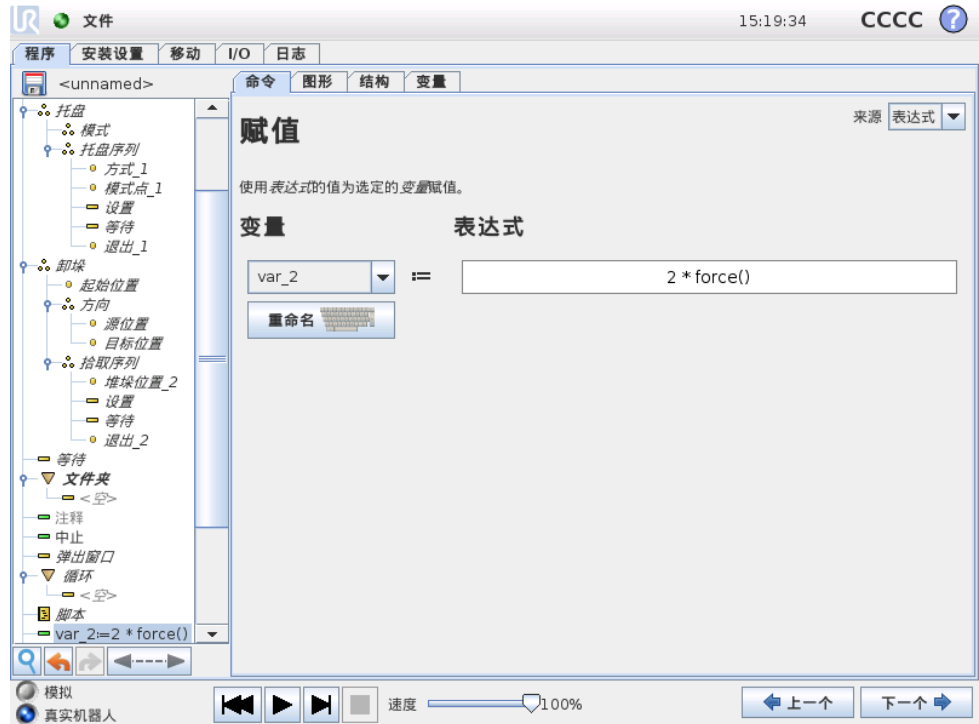 UR 文件 15:19:34 CCCC ?
程序 安装设置 移动 I/O 日志
<unnamed>
托盘
模式
托盘序列
方式_1
模式点_1
设置
等待
退出_1
卸垛
起始位置
方向
源位置
目标位置
拾取序列
堆垛位置_2
设置
等待
退出_2
等待
文件夹
<空>
注释
中止
弹出窗口
循环
<空>
脚本
var_2:=2 * force()
命令 图形 结构 变量
赋值
来源 表达式
使用表达式的值为选定的变量赋值。
变量 表达式
var_2 := 2 * force()
重命名
模拟
真实机器人
速度 100%
上一个 下一个